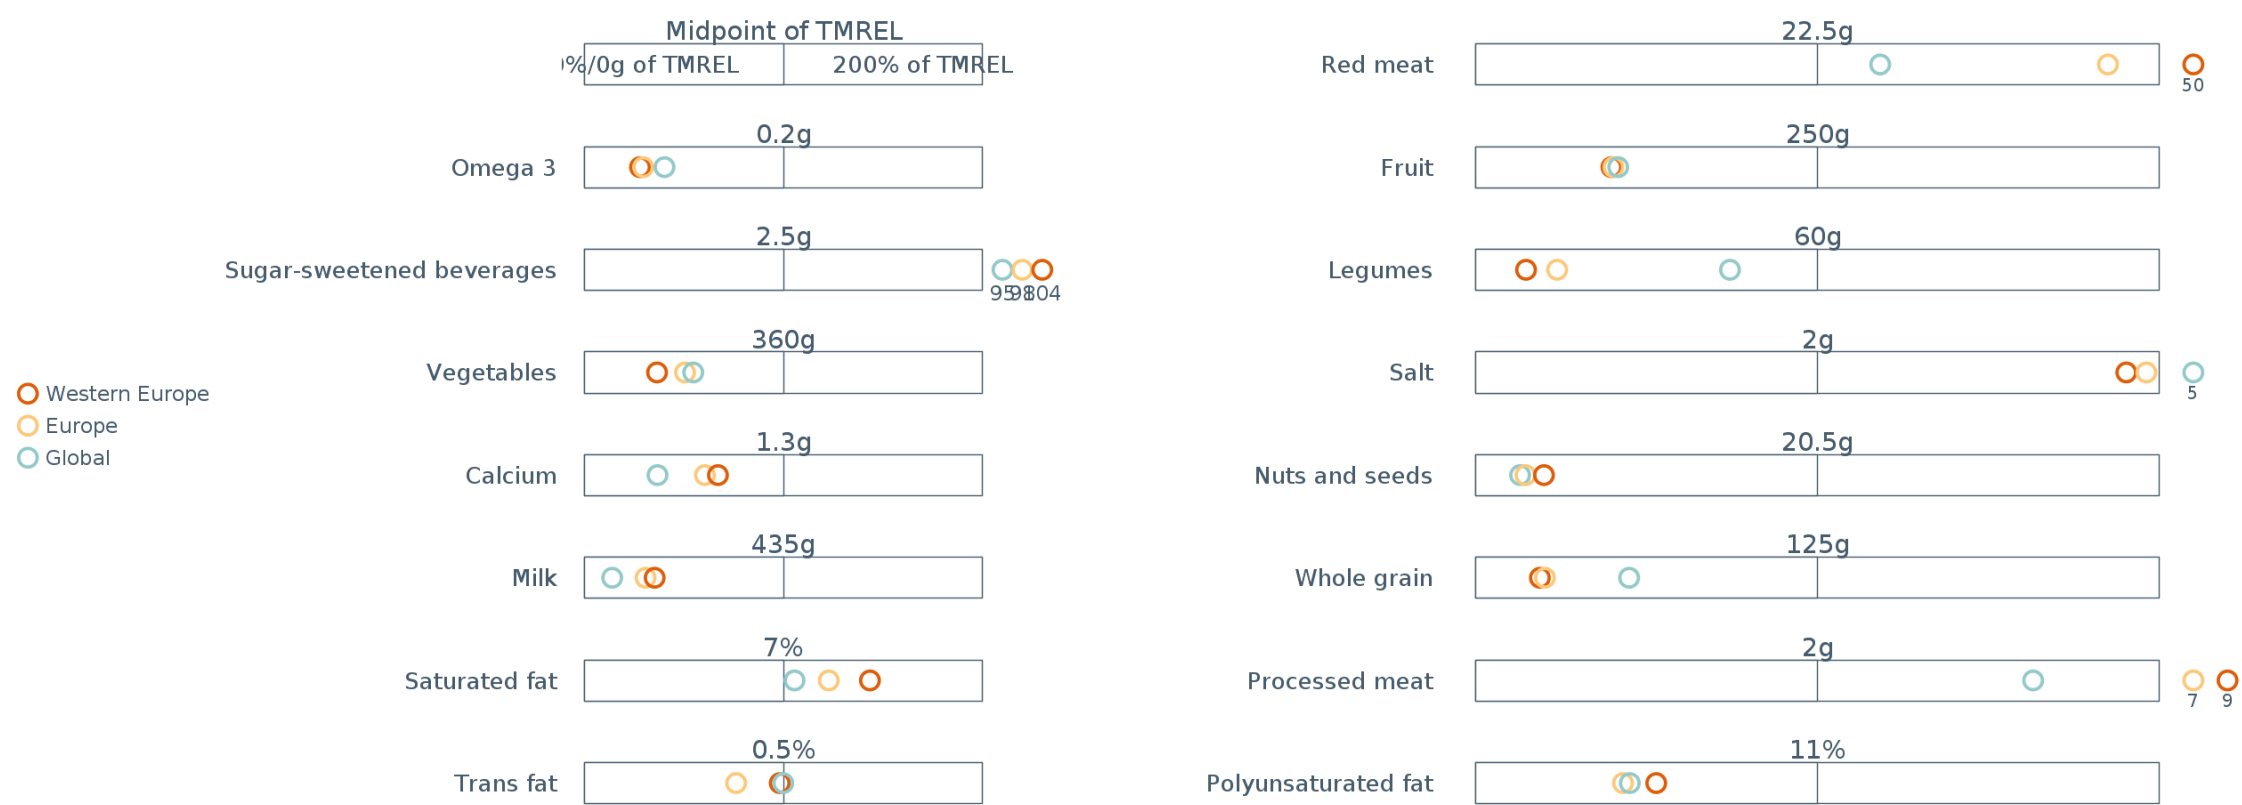 Midpoint of TMREL
%/0g of TMREL
200% of TMREL
0.2g
Omega 3
2.5g
Sugar-sweetened beverages
95
98
104
360g
Vegetables
Western Europe
Europe
Global
1.3g
Calcium
435g
Milk
7%
Saturated fat
0.5%
Trans fat
22.5g
Red meat
50
250g
Fruit
60g
Legumes
2g
Salt
5
20.5g
Nuts and seeds
125g
Whole grain
2g
Processed meat
7
9
11%
Polyunsaturated fat